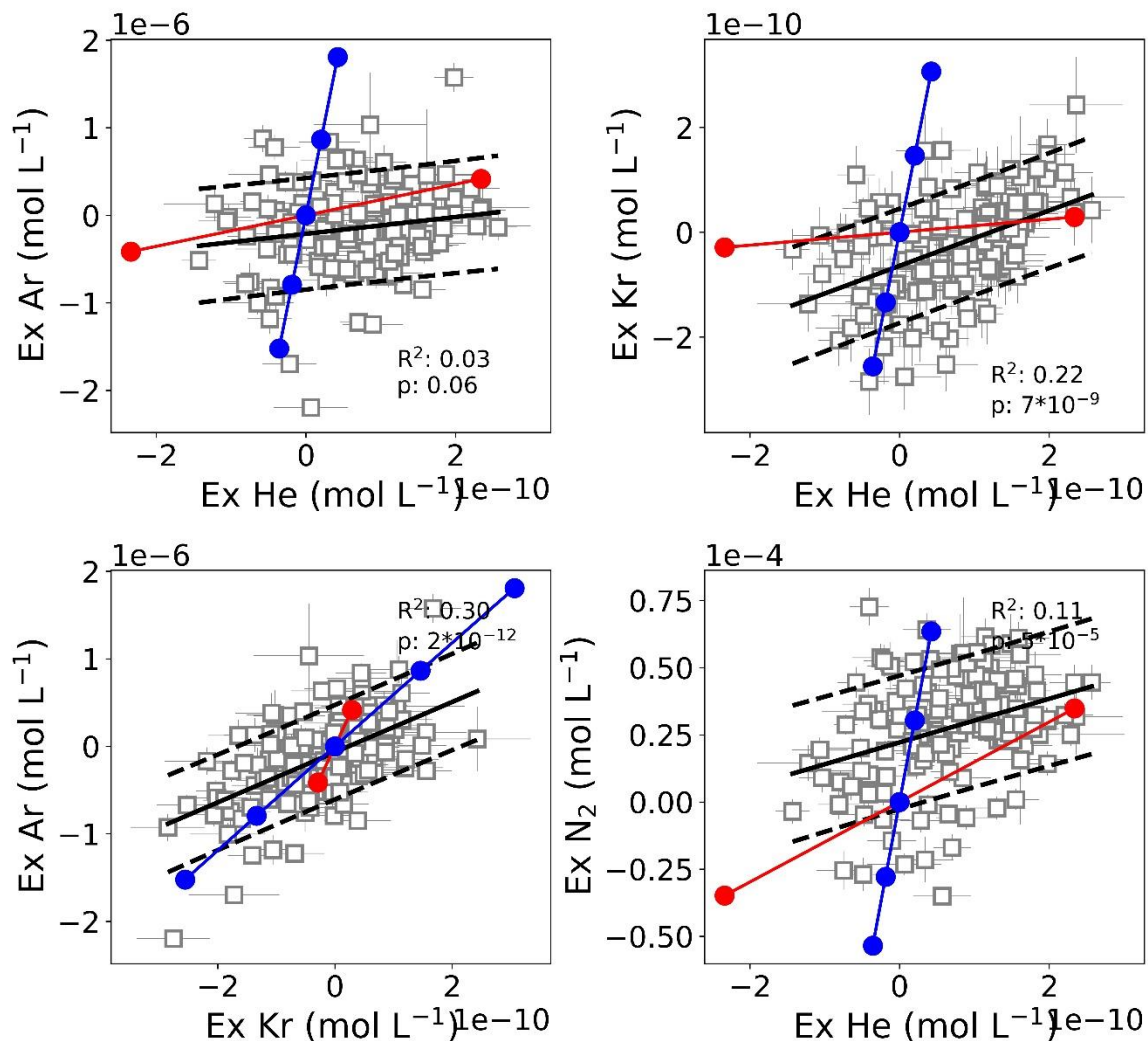 1e−6
2
1
0
−1
−2
Ex Ar (mol L⁻¹)
R²: 0.03
p: 0.06
−2
0
2
Ex He (mol L⁻¹)
1e−10
1e−10
2
0
−2
Ex Kr (mol L⁻¹)
R²: 0.22
p: 7*10⁻⁹
−2
0
2
Ex He (mol L⁻¹)
1e−10
1e−6
2
1
0
−1
−2
Ex Ar (mol L⁻¹)
R²: 0.30
p: 2*10⁻¹²
−2
0
2
Ex Kr (mol L⁻¹)
1e−10
1e−4
0.75
0.50
0.25
0.00
−0.25
−0.50
Ex N₂ (mol L⁻¹)
R²: 0.11
p: 5*10⁻⁵
−2
0
2
Ex He (mol L⁻¹)
1e−10